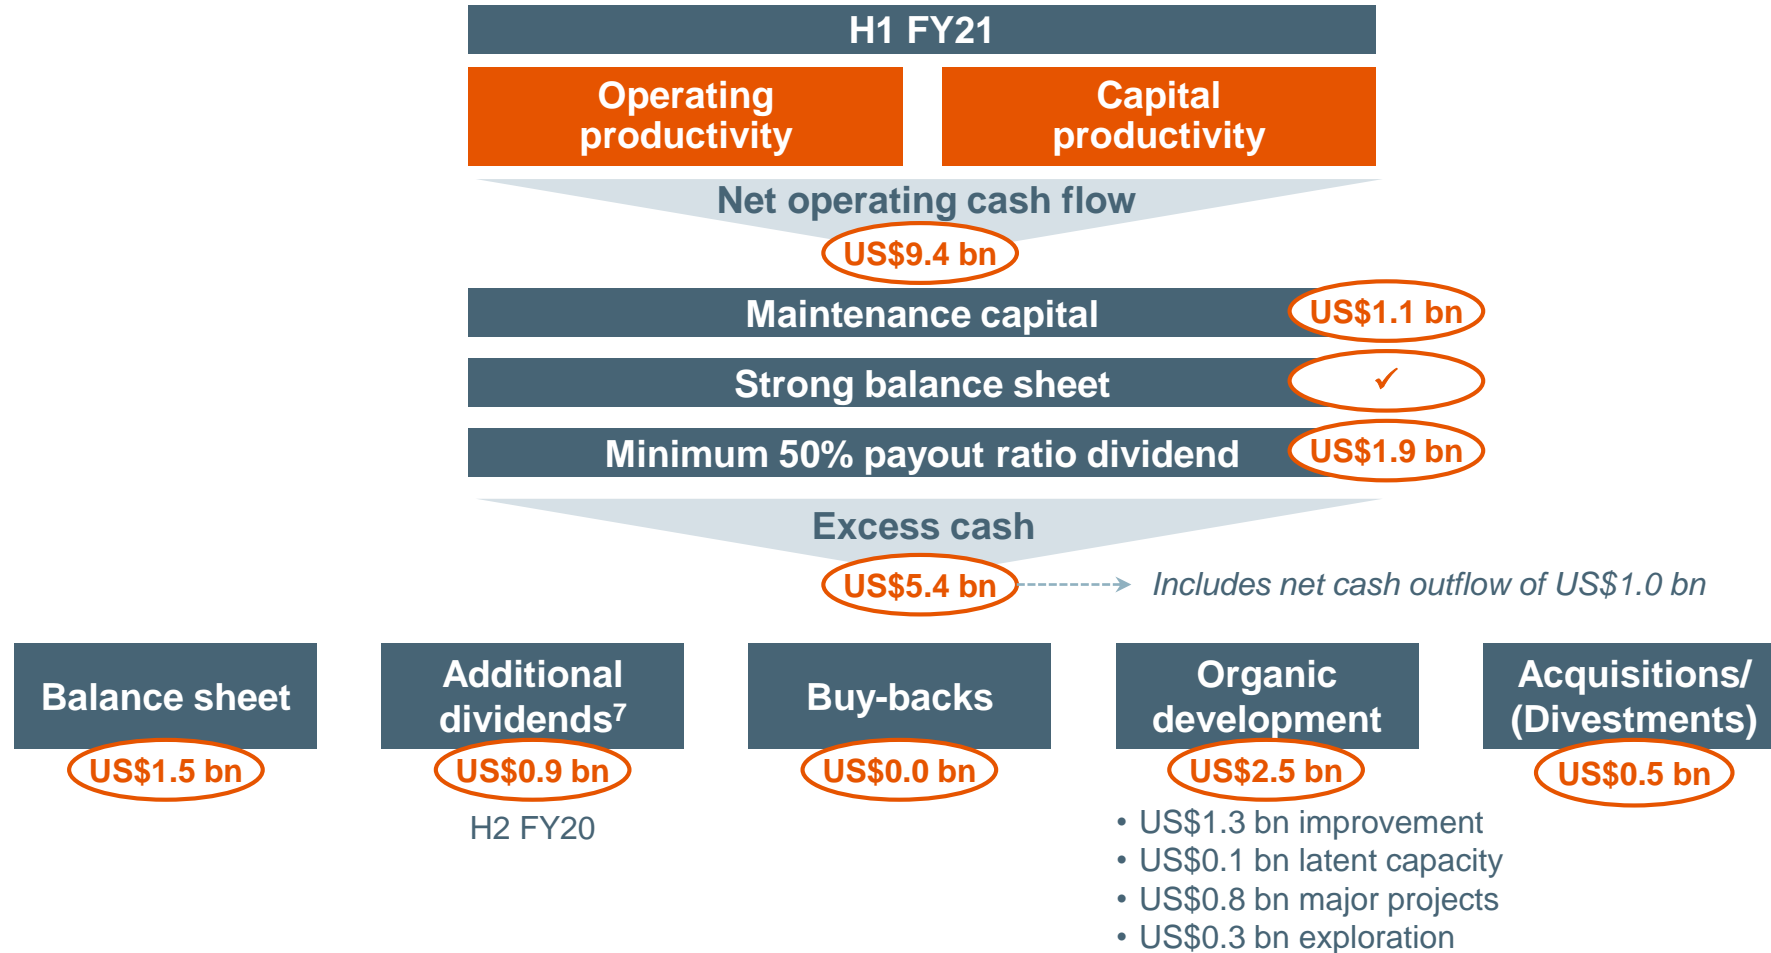 H1 FY21
Operating
productivity
Capital
productivity
Net operating cash flow
US$9.4 bn
Maintenance capital
US$1.1 bn
Strong balance sheet
✓
Minimum 50% payout ratio dividend
US$1.9 bn
Excess cash
US$5.4 bn
Includes net cash outflow of US$1.0 bn
Balance sheet
US$1.5 bn
Additional
dividends⁷
US$0.9 bn
H2 FY20
Buy-backs
US$0.0 bn
Organic
development
US$2.5 bn
• US$1.3 bn improvement
• US$0.1 bn latent capacity
• US$0.8 bn major projects
• US$0.3 bn exploration
Acquisitions/
(Divestments)
US$0.5 bn